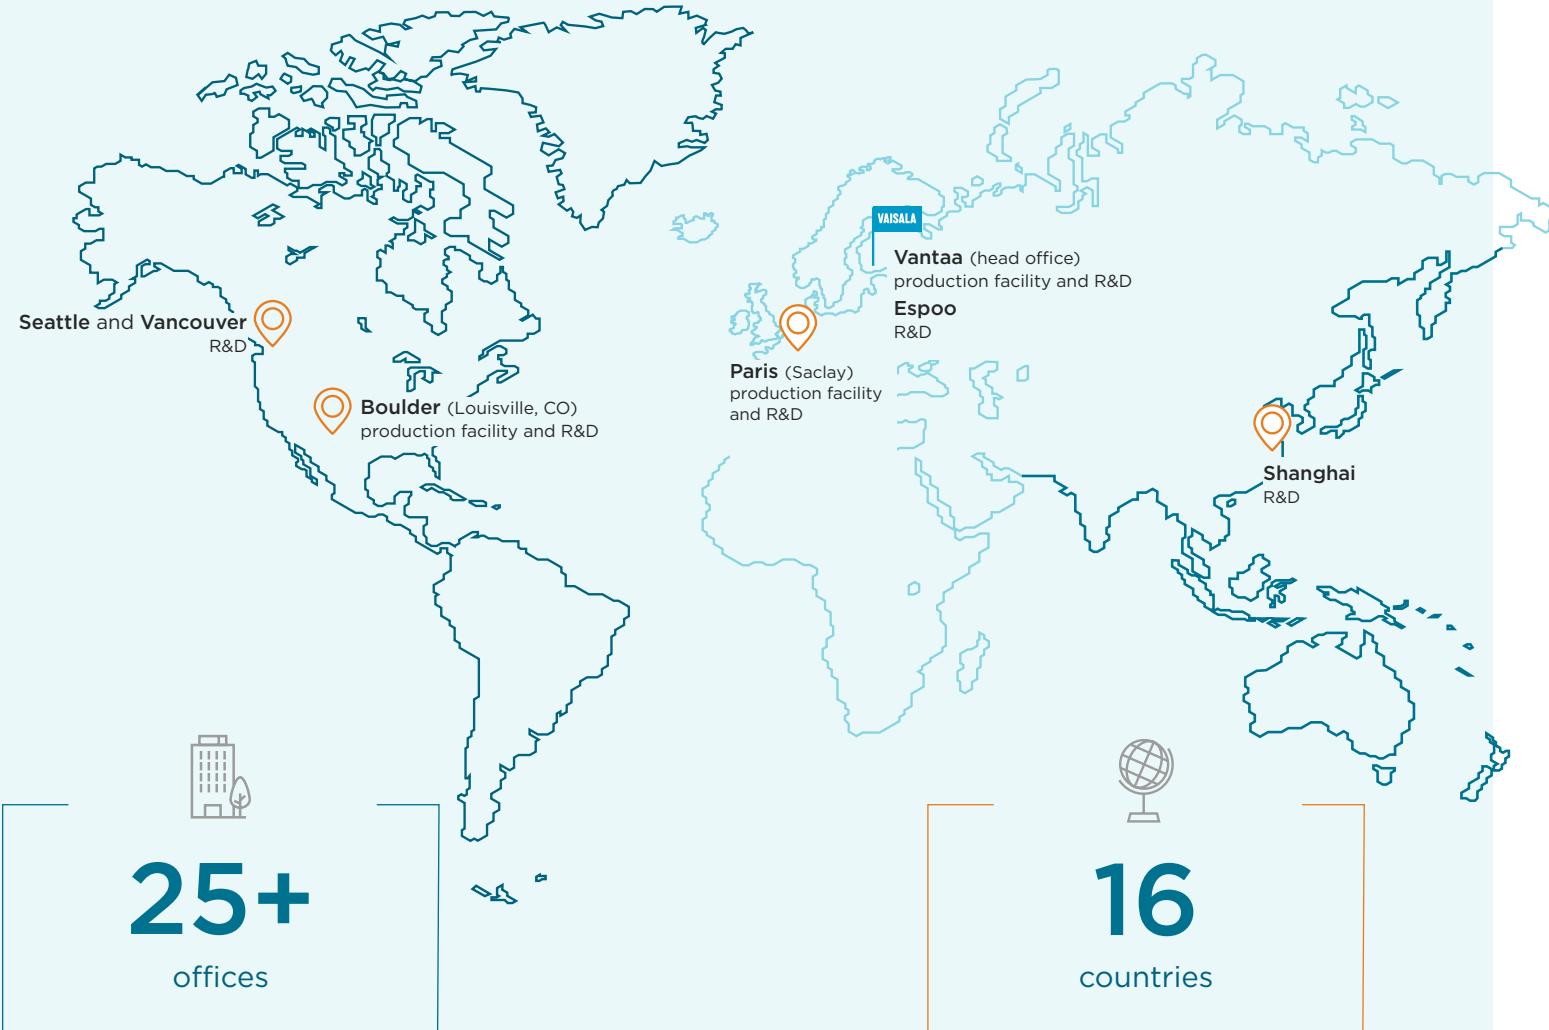 VAISALA
Vantaa (head office)
production facility and R&D
Espoo
R&D
Seattle and Vancouver
R&D
Paris (Saclay)
production facility
and R&D
Boulder (Louisville, CO)
production facility and R&D
Shanghai
R&D
25+
offices
16
countries